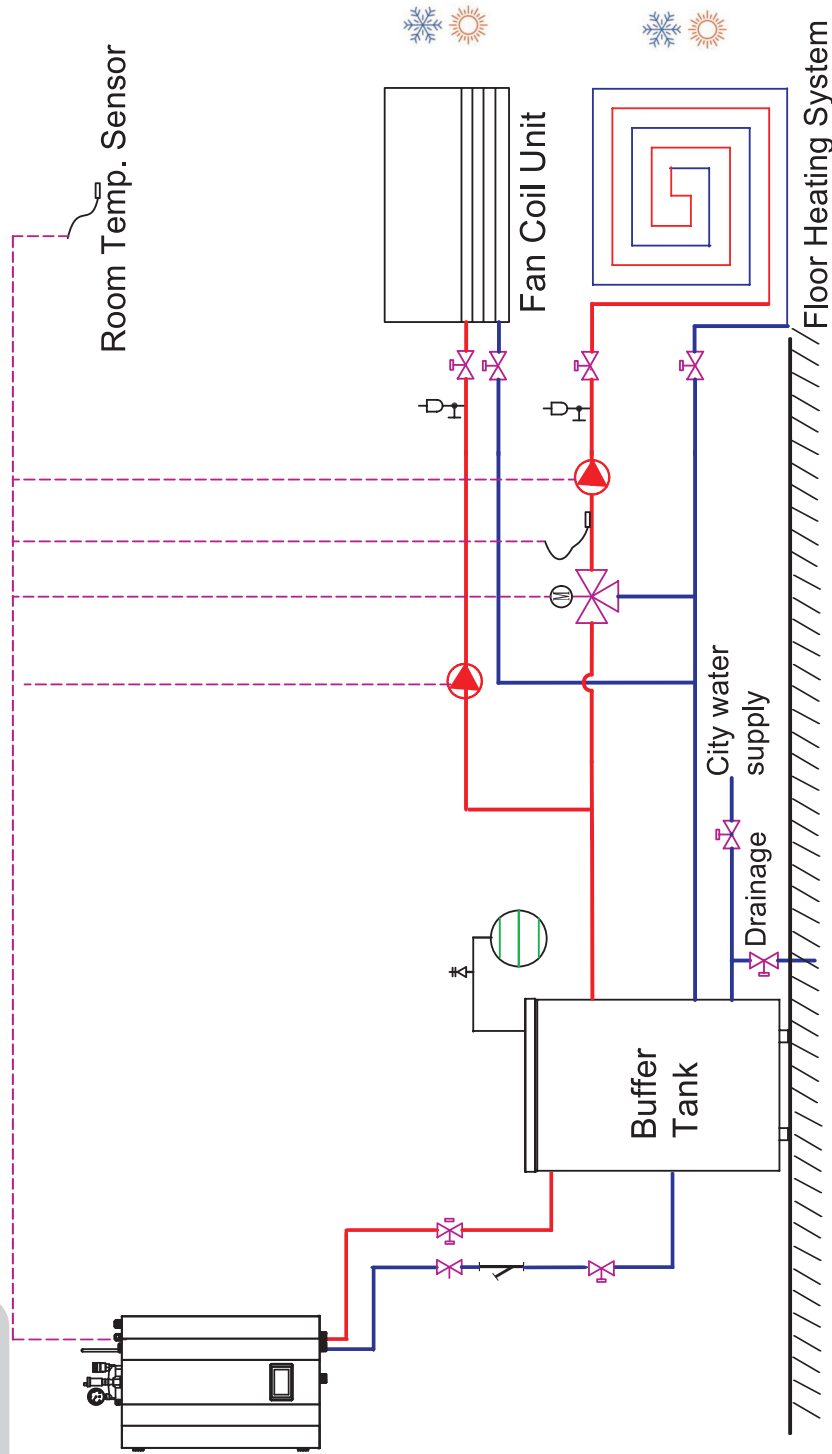 Room Temp. Sensor
Fan Coil Unit
Floor Heating System
M
City water
supply
Drainage
Buffer
Tank